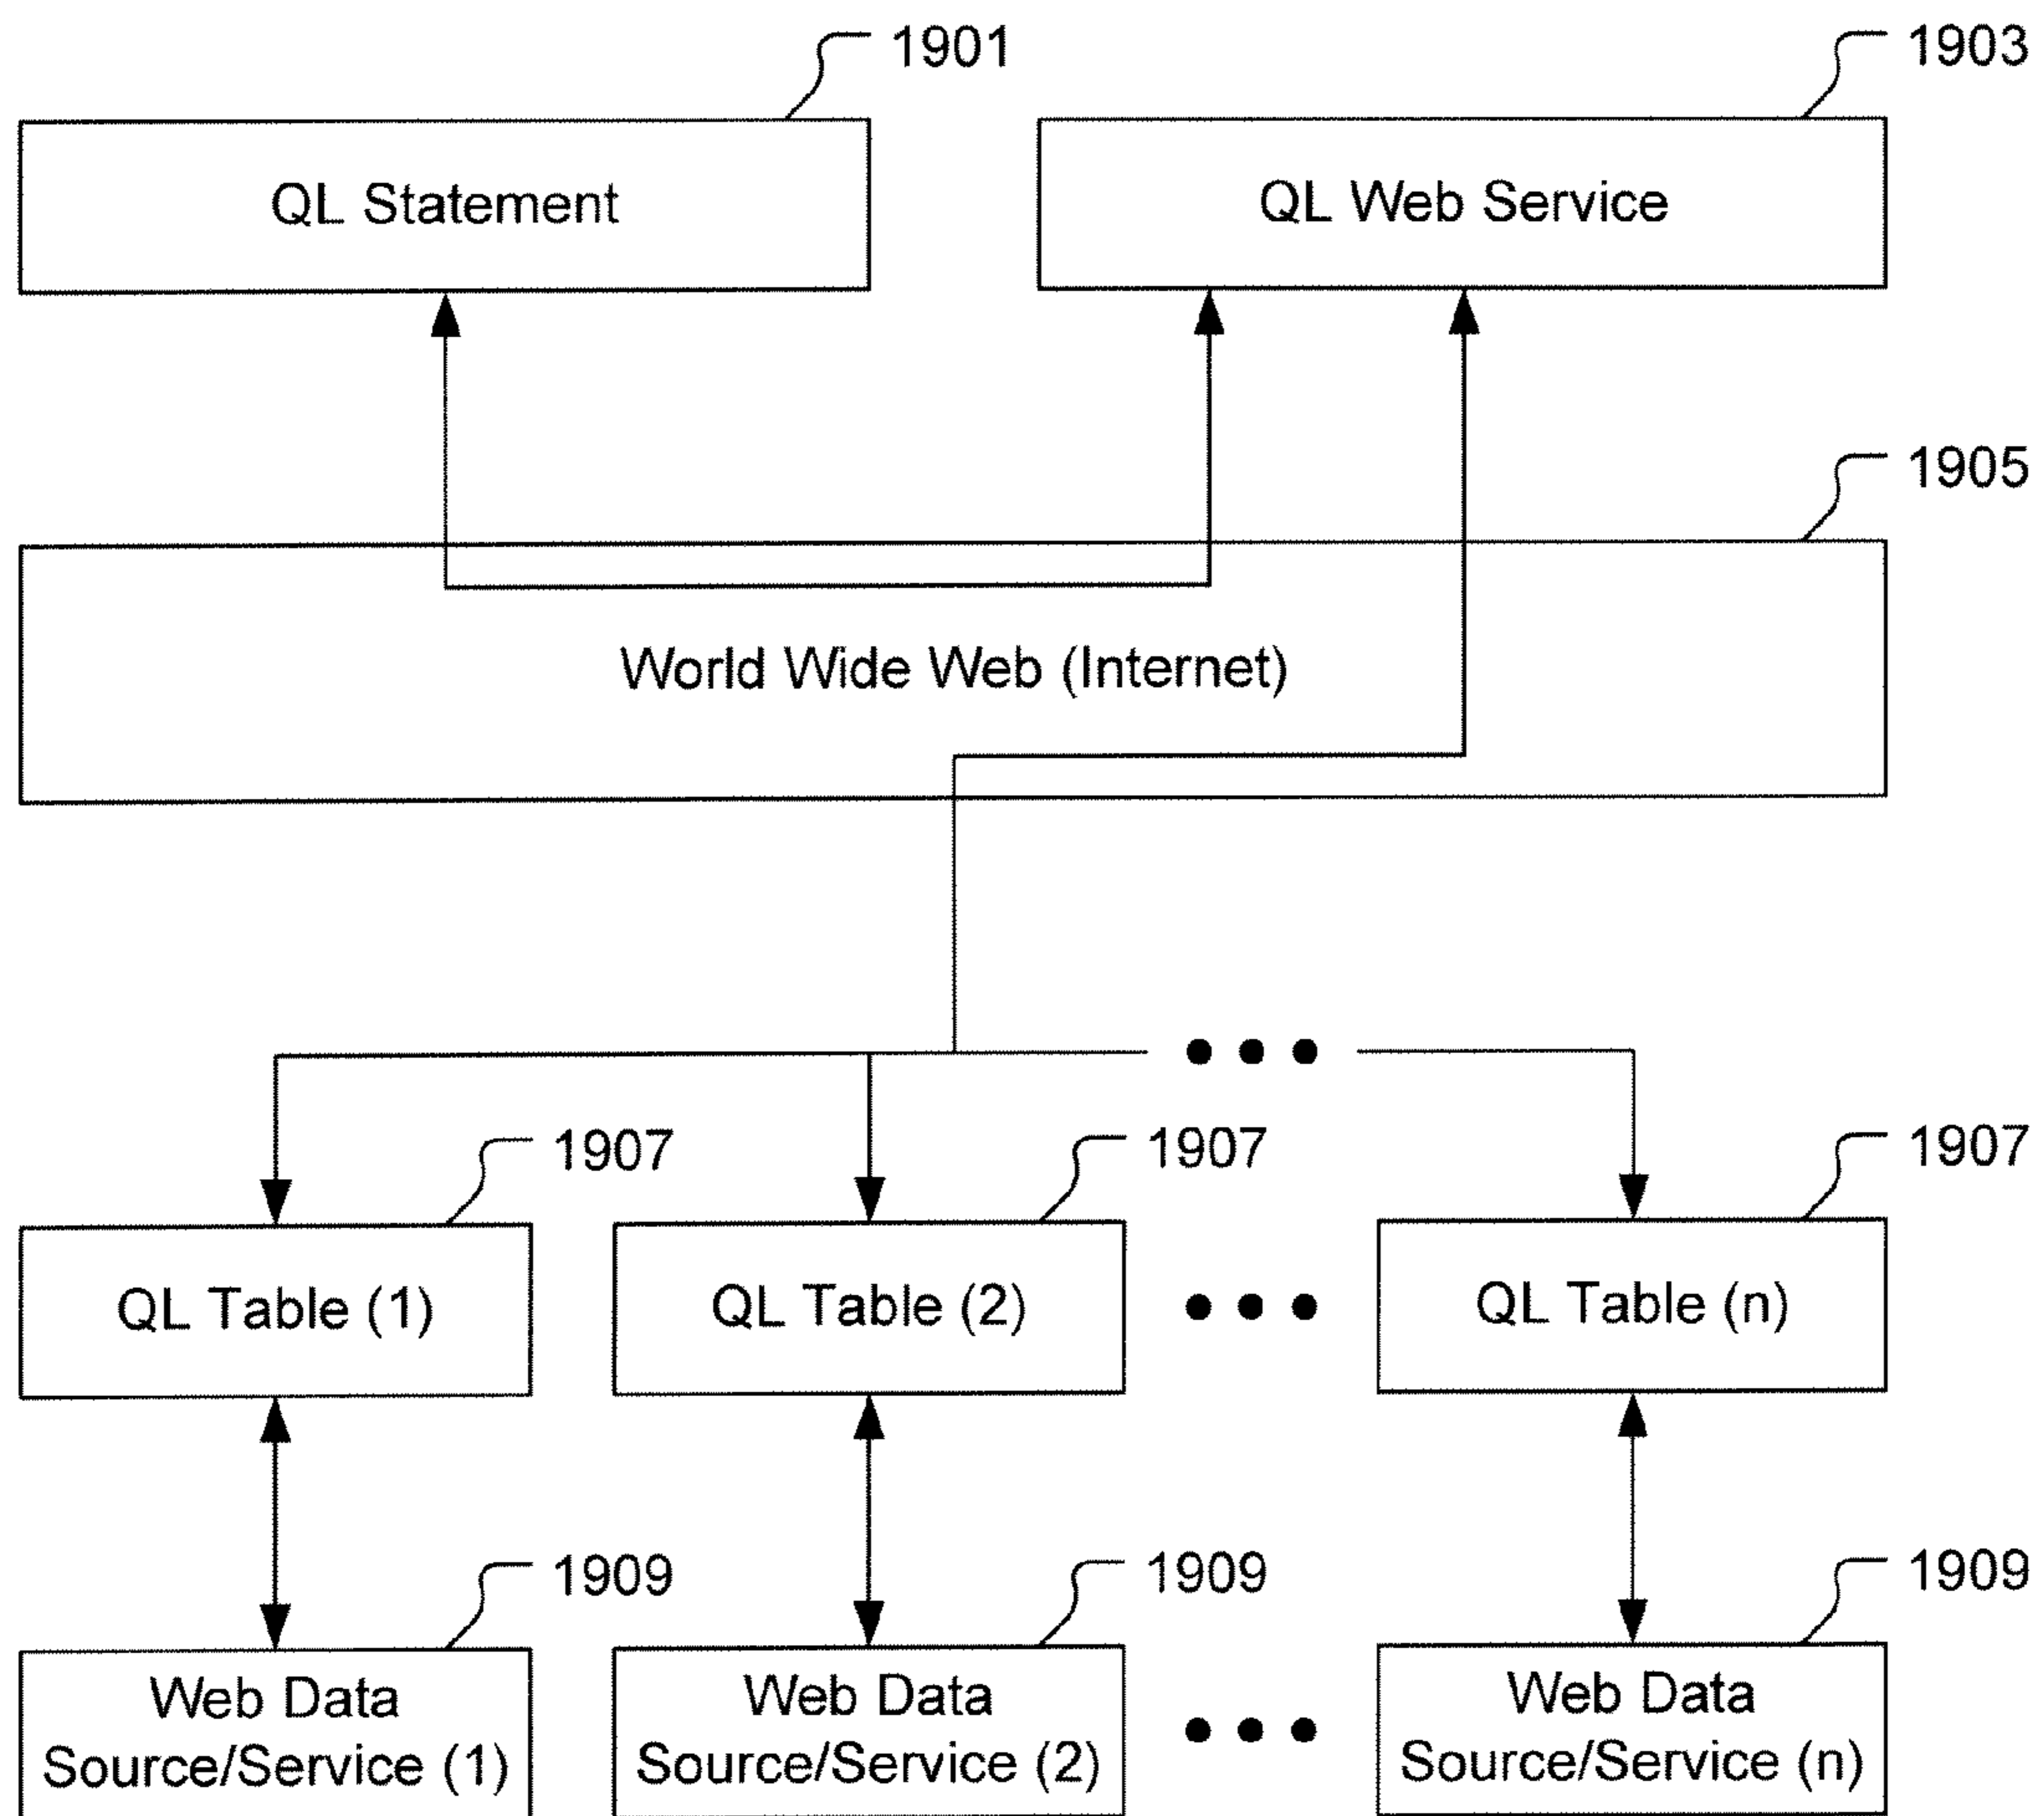 1901
1903
QL Statement
QL Web Service
1905
World Wide Web (Internet)
1907
1907
1907
QL Table (1)
QL Table (2)
QL Table (n)
1909
1909
1909
Web Data
Source/Service (1)
Web Data
Source/Service (2)
Web Data
Source/Service (n)